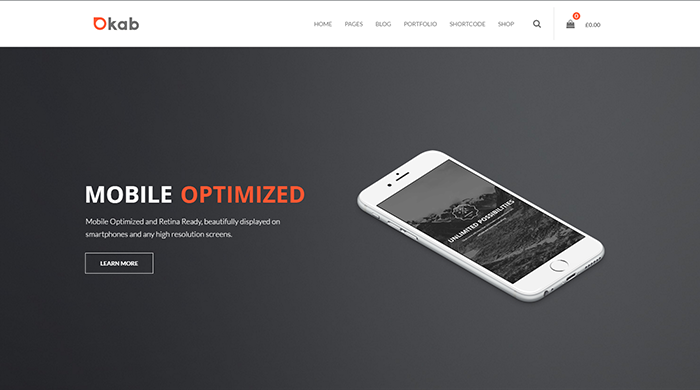 Okab
HOME PAGES BLOG PORTFOLIO SHORTCODE SHOP 0 £0.00
MOBILE OPTIMIZED
Mobile Optimized and Retina Ready, beautifully displayed on
smartphones and any high resolution screens.
LEARN MORE
UNLIMITED POSSIBILITIES